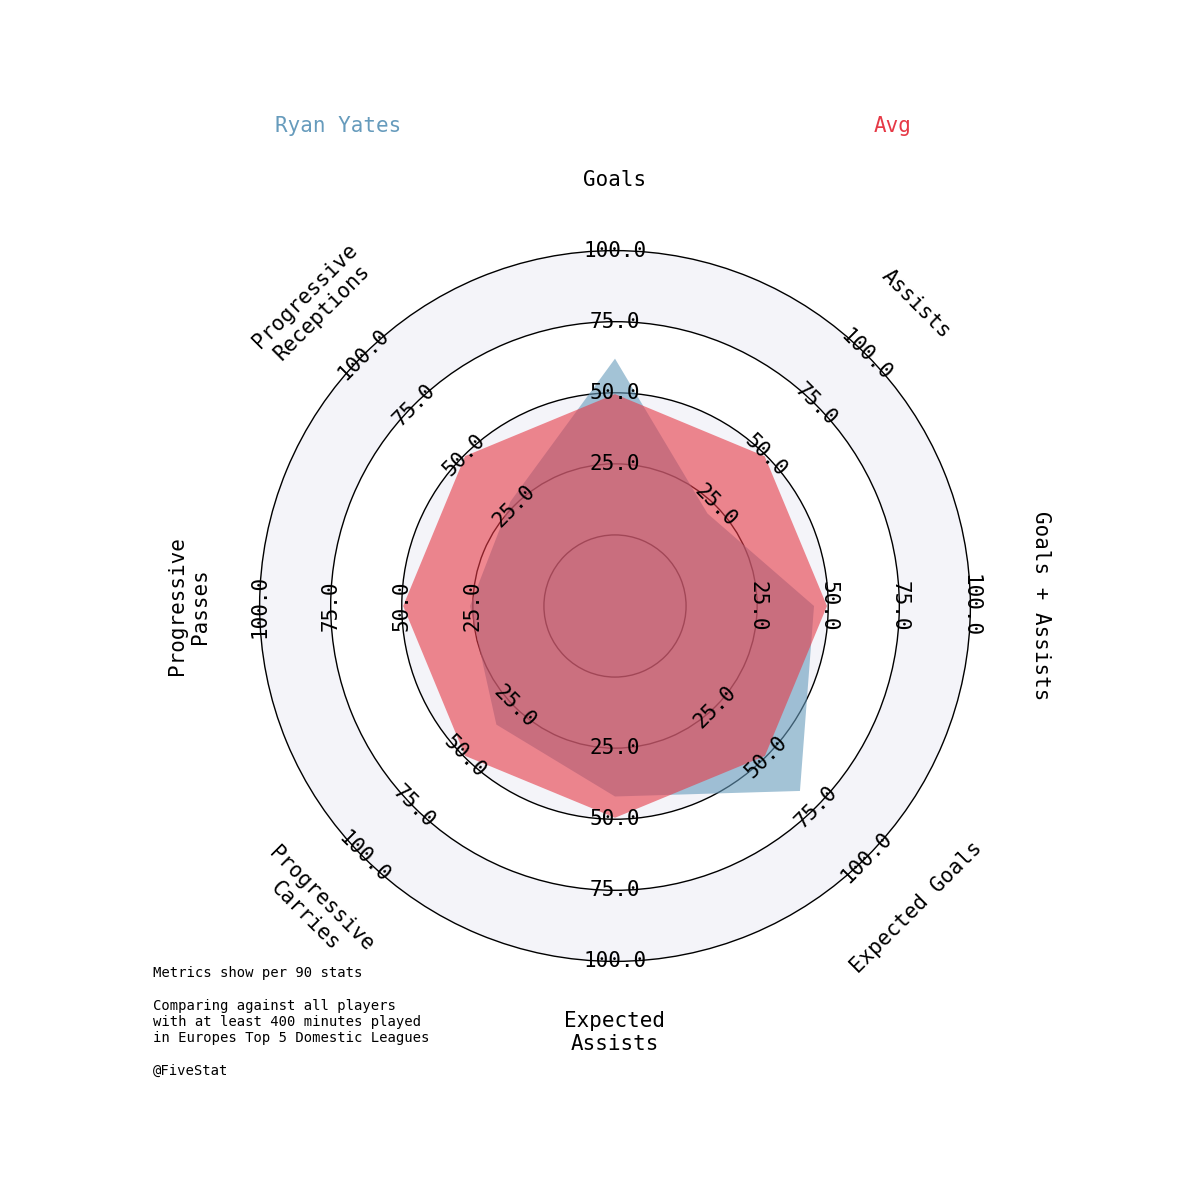 Ryan Yates
Avg
Goals
Assists
Goals + Assists
Expected Goals
Expected
Assists
Progressive
Carries
Progressive
Passes
Progressive
Receptions
25.0
50.0
75.0
100.0
25.0
50.0
75.0
100.0
25.0
50.0
75.0
100.0
25.0
50.0
75.0
100.0
25.0
50.0
75.0
100.0
25.0
50.0
75.0
100.0
25.0
50.0
75.0
100.0
25.0
50.0
75.0
100.0
Metrics show per 90 stats
Comparing against all players
with at least 400 minutes played
in Europes Top 5 Domestic Leagues
@FiveStat